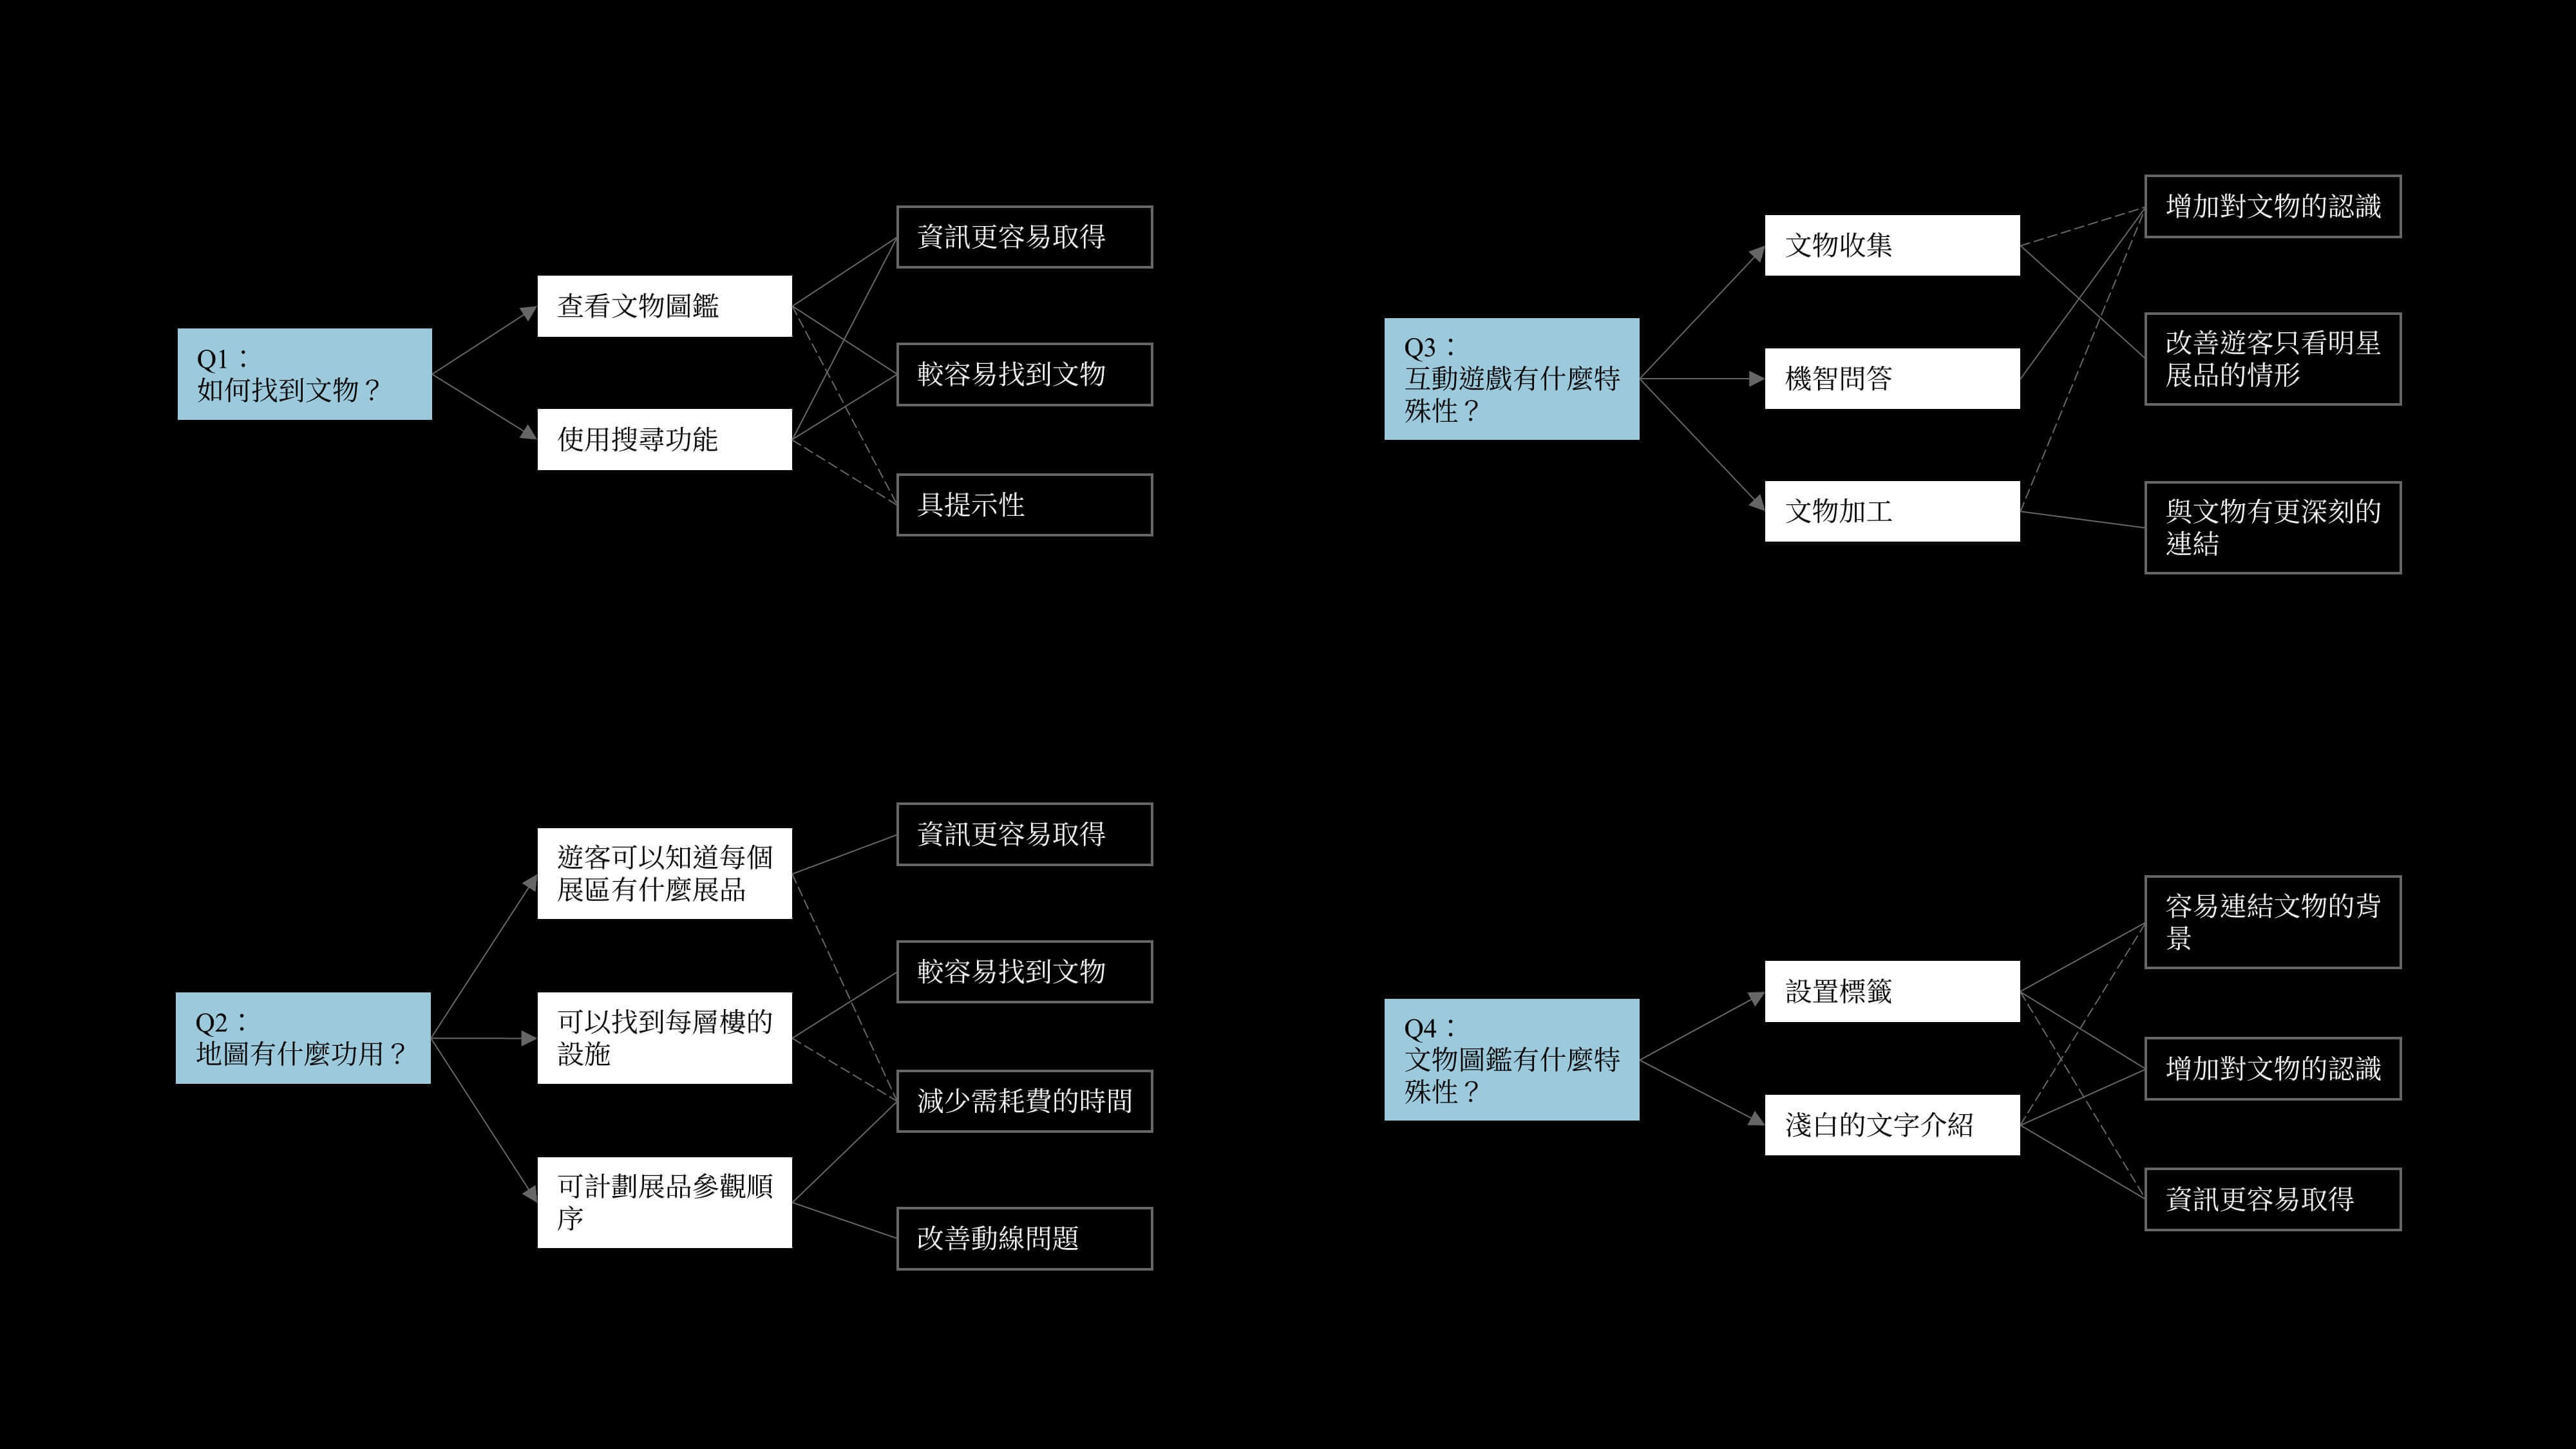 Q1：
如何找到文物？
查看文物圖鑑
使用搜尋功能
資訊更容易取得
較容易找到文物
具提示性
Q2：
地圖有什麼功用？
遊客可以知道每個
展區有什麼展品
可以找到每層樓的
設施
可計劃展品參觀順
序
資訊更容易取得
較容易找到文物
減少需耗費的時間
改善動線問題
Q3：
互動遊戲有什麼特
殊性？
文物收集
機智問答
文物加工
增加對文物的認識
改善遊客只看明星
展品的情形
與文物有更深刻的
連結
Q4：
文物圖鑑有什麼特
殊性？
設置標籤
淺白的文字介紹
容易連結文物的背
景
增加對文物的認識
資訊更容易取得